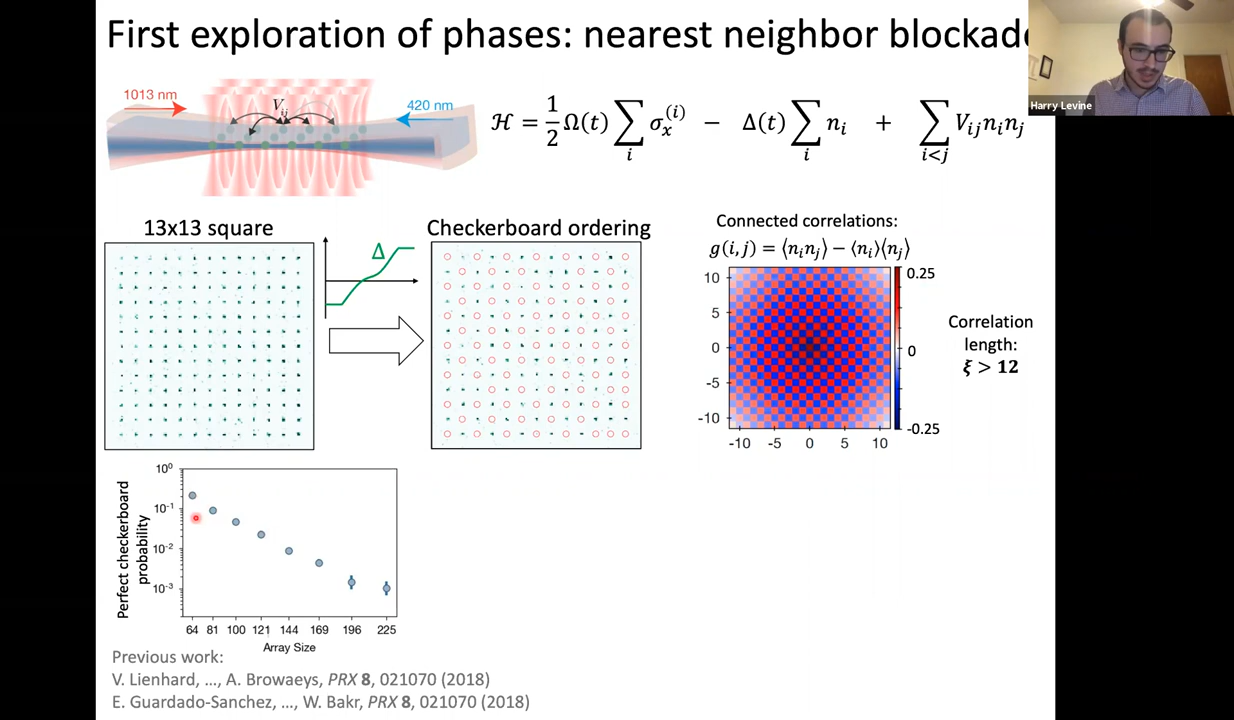 First exploration of phases: nearest neighbor blockad
Harry Levine
1013 nm
V_ij
420 nm
ℋ = 1/2 Ω(t) ∑_i σ_x^(i) − Δ(t) ∑_i n_i + ∑_{i<j} V_ij n_i n_j
13x13 square
Δ
Checkerboard ordering
Connected correlations:
g(i,j) = ⟨n_i n_j⟩ − ⟨n_i⟩⟨n_j⟩
10
5
0
-5
-10
-10 -5 0 5 10
0.25
0
-0.25
Correlation
length:
ξ > 12
Perfect checkerboard
probability
10^0
10^-1
10^-2
10^-3
64 81 100 121 144 169 196 225
Array Size
Previous work:
V. Lienhard, ..., A. Browaeys, PRX 8, 021070 (2018)
E. Guardado-Sanchez, ..., W. Bakr, PRX 8, 021070 (2018)